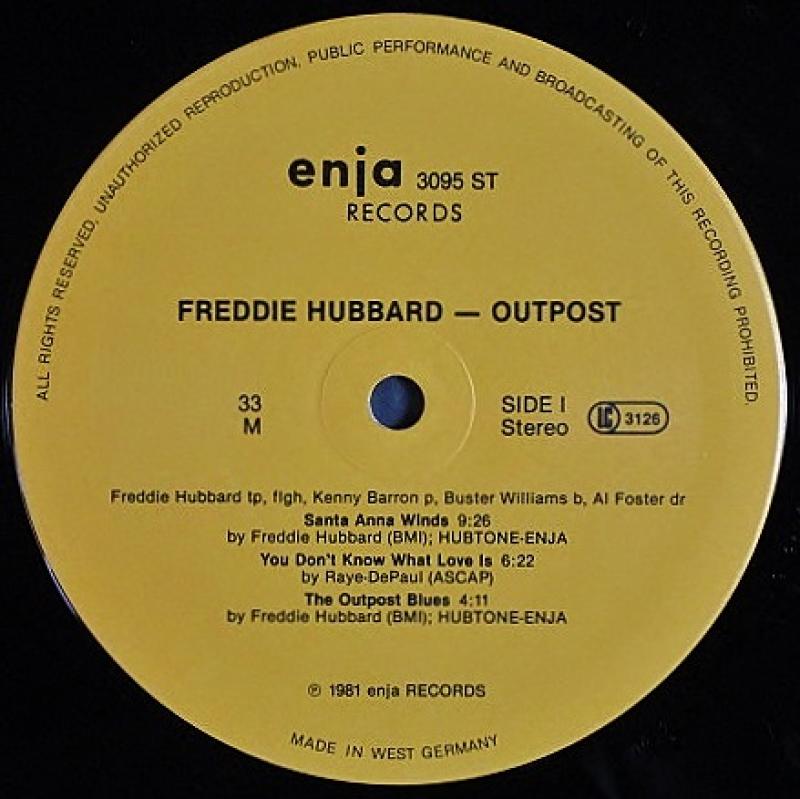 ALL RIGHTS RESERVED, UNAUTHORIZED REPRODUCTION, PUBLIC PERFORMANCE AND BROADCASTING OF THIS RECORDING PROHIBITED.
enja 3095 ST
RECORDS
FREDDIE HUBBARD — OUTPOST
33 SIDE I LC 3126
M Stereo
Freddie Hubbard tp, flgh, Kenny Barron p, Buster Williams b, Al Foster dr
Santa Anna Winds 9:26
by Freddie Hubbard (BMI); HUBTONE-ENJA
You Don't Know What Love Is 6:22
by Raye-DePaul (ASCAP)
The Outpost Blues 4:11
by Freddie Hubbard (BMI); HUBTONE-ENJA
℗ 1981 enja RECORDS
MADE IN WEST GERMANY